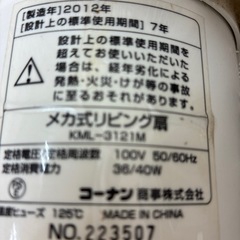 [製造年]2012年
[設計上の標準使用期間] 7年
設計上の標準使用期間を
超えてお使いいただいた
場合は、経年劣化による
発熱・火災・けが等の事故
に至るおそれがあります。
メカ式リビング扇
KML-3121M
定格電圧/定格周波数 100V 50/60Hz
定格消費電力 36/40W
コーナン商事株式会社
温度ヒューズ 125℃ MADE IN CHINA
NO.223507